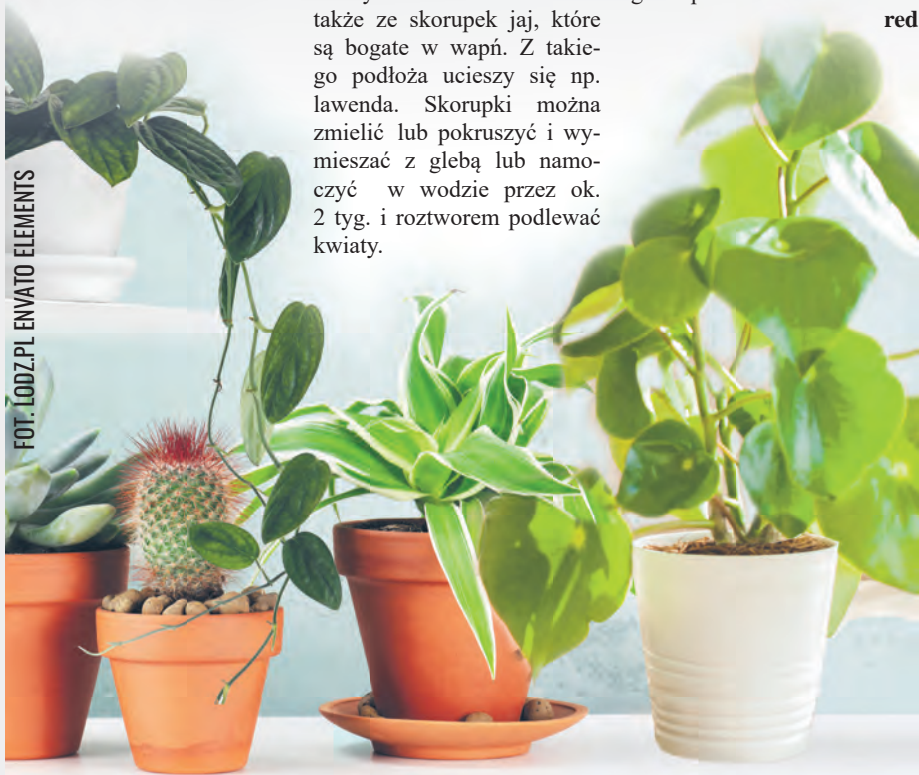 także ze skorupek jaj, które
są bogate w wapń. Z takie-
go podłoża ucieszy się np.
lawenda. Skorupki można
zmielić lub pokruszyć i wy-
mieszać z glebą lub namo-
czyć w wodzie przez ok.
2 tyg. i roztworem podlewać
kwiaty.
red
FOT. LODZ.PL ENVATO ELEMENTS